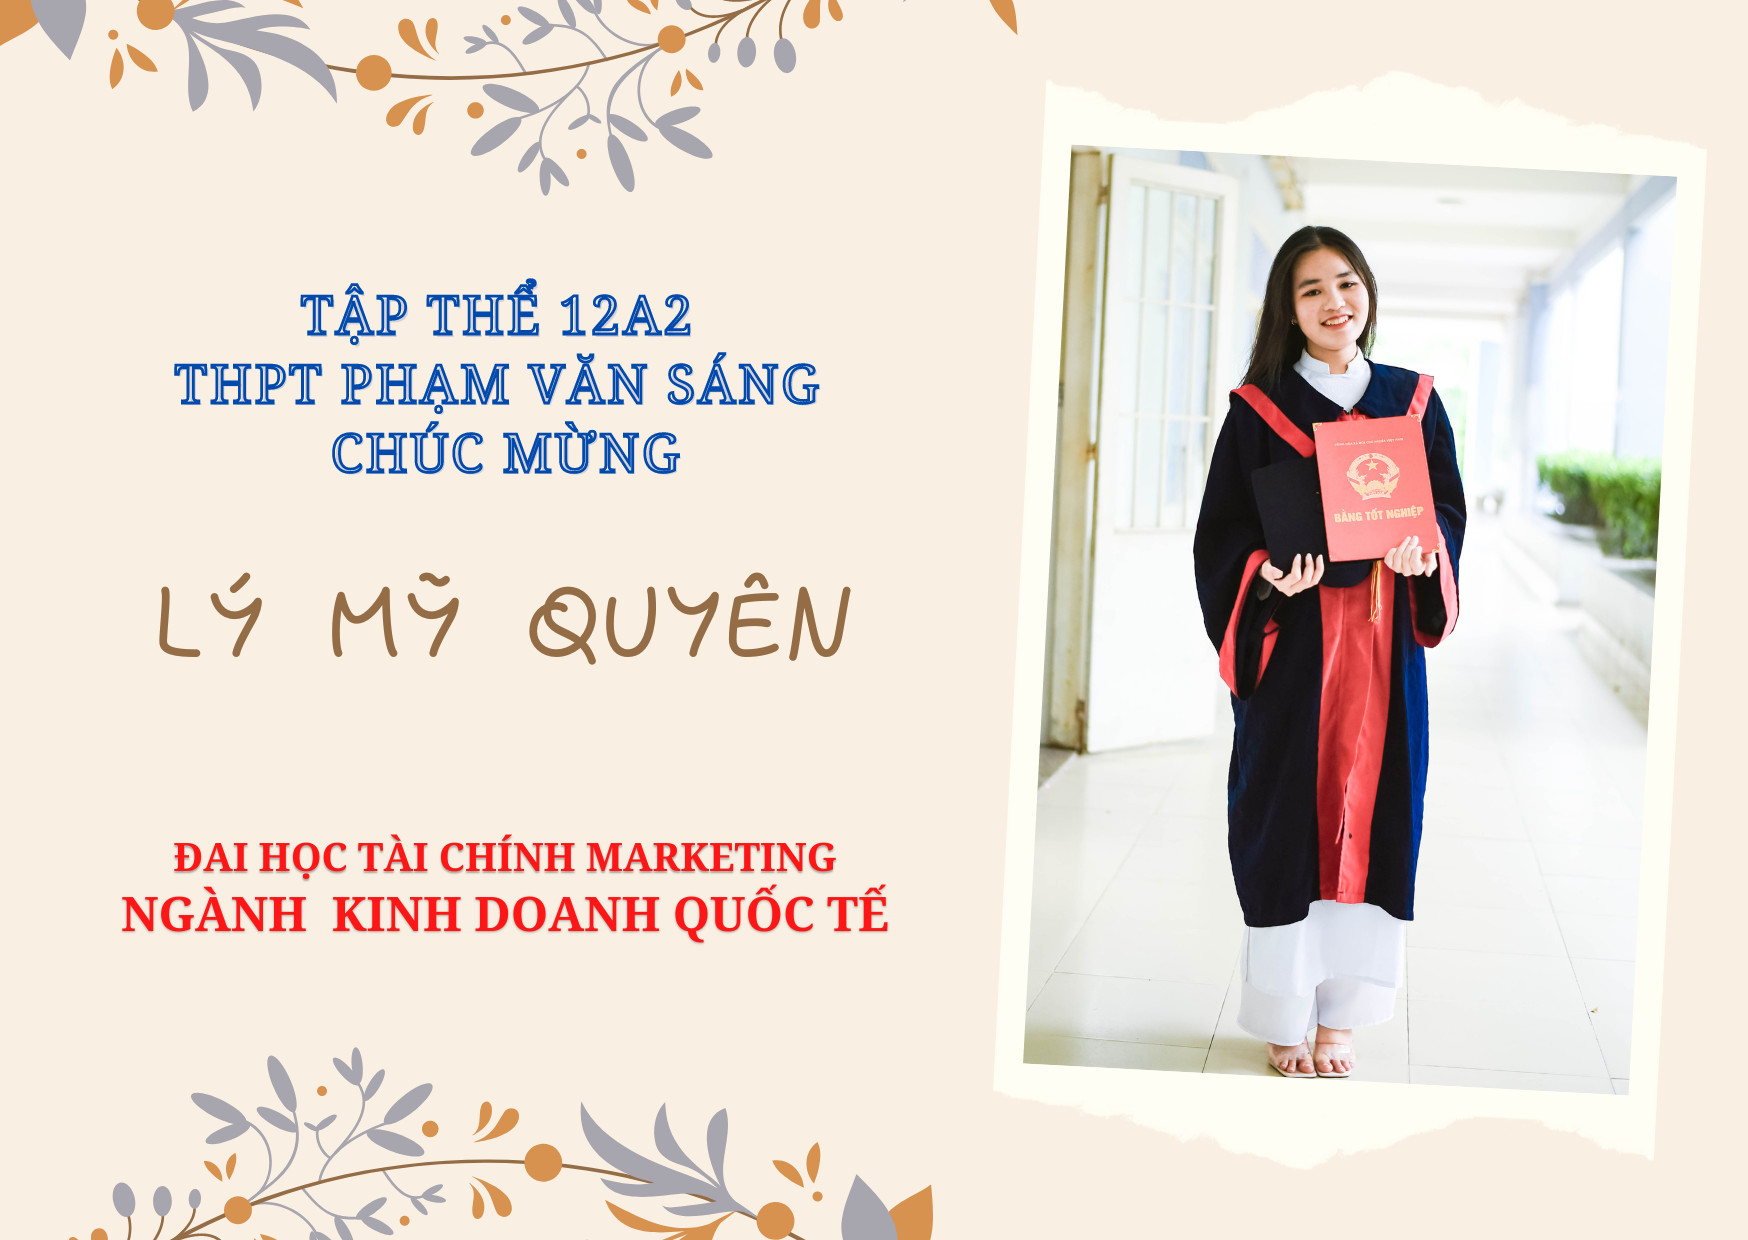 TẬP THỂ 12A2
THPT PHẠM VĂN SÁNG
CHÚC MỪNG
LÝ MỸ QUYÊN
ĐAI HỌC TÀI CHÍNH MARKETING
NGÀNH KINH DOANH QUỐC TẾ
BẰNG TỐT NGHIỆP